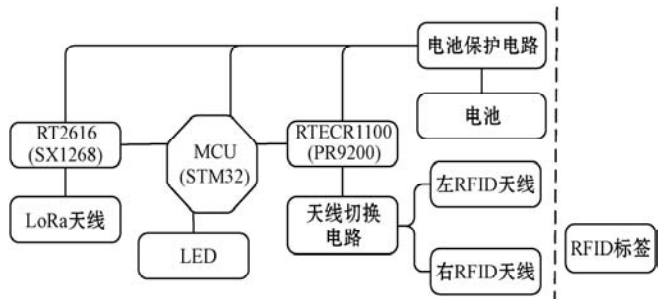 电池保护电路
电池
RT2616
(SX1268)
MCU
(STM32)
RTECR1100
(PR9200)
左RFID天线
LoRa天线
天线切换
电路
LED
右RFID天线
RFID标签